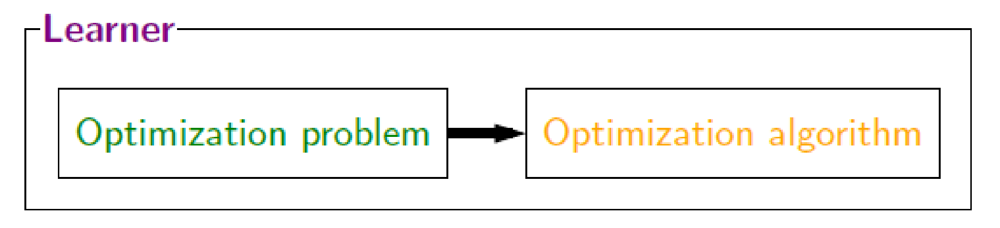 Learner
Optimization problem
Optimization algorithm